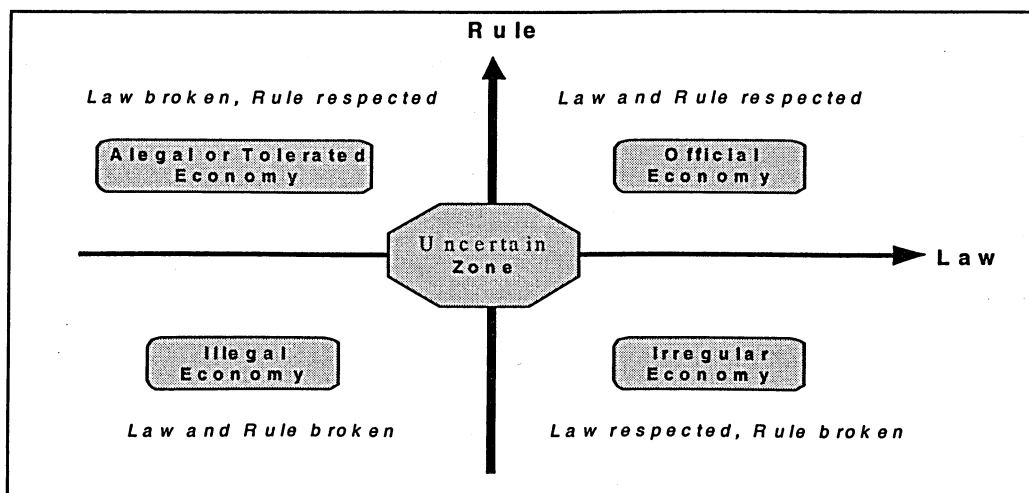 Rule
Law broken, Rule respected
Law and Rule respected
Alegal or Tolerated
Economy
Official
Economy
Uncertain
Zone
Law
Illegal
Economy
Irregular
Economy
Law and Rule broken
Law respected, Rule broken